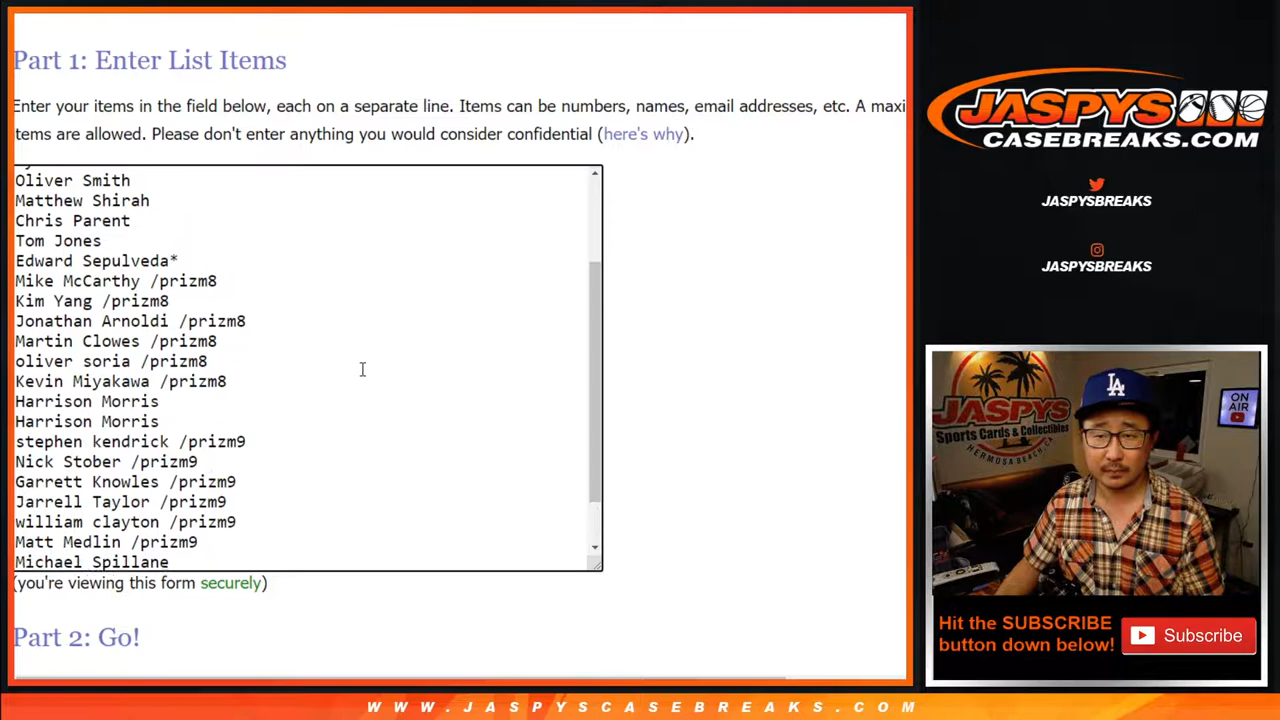 Part 1: Enter List Items
Enter your items in the field below, each on a separate line. Items can be numbers, names, email addresses, etc. A maxi
items are allowed. Please don't enter anything you would consider confidential (here's why).
Oliver Smith
Matthew Shirah
Chris Parent
Tom Jones
Edward Sepulveda*
Mike McCarthy /prizm8
Kim Yang /prizm8
Jonathan Arnoldi /prizm8
Martin Clowes /prizm8
oliver soria /prizm8
Kevin Miyakawa /prizm8
Harrison Morris
Harrison Morris
stephen kendrick /prizm9
Nick Stober /prizm9
Garrett Knowles /prizm9
Jarrell Taylor /prizm9
william clayton /prizm9
Matt Medlin /prizm9
Michael Spillane
(you're viewing this form securely)
Part 2: Go!
JASPYS
CASEBREAKS.COM
JASPYSBREAKS
JASPYSBREAKS
JASPYS
Sports Cards & Collectibles
HERMOSA BEACH, CA
LA
ON
AIR
Hit the SUBSCRIBE
button down below!
Subscribe
WWW.JASPYSCASEBREAKS.COM